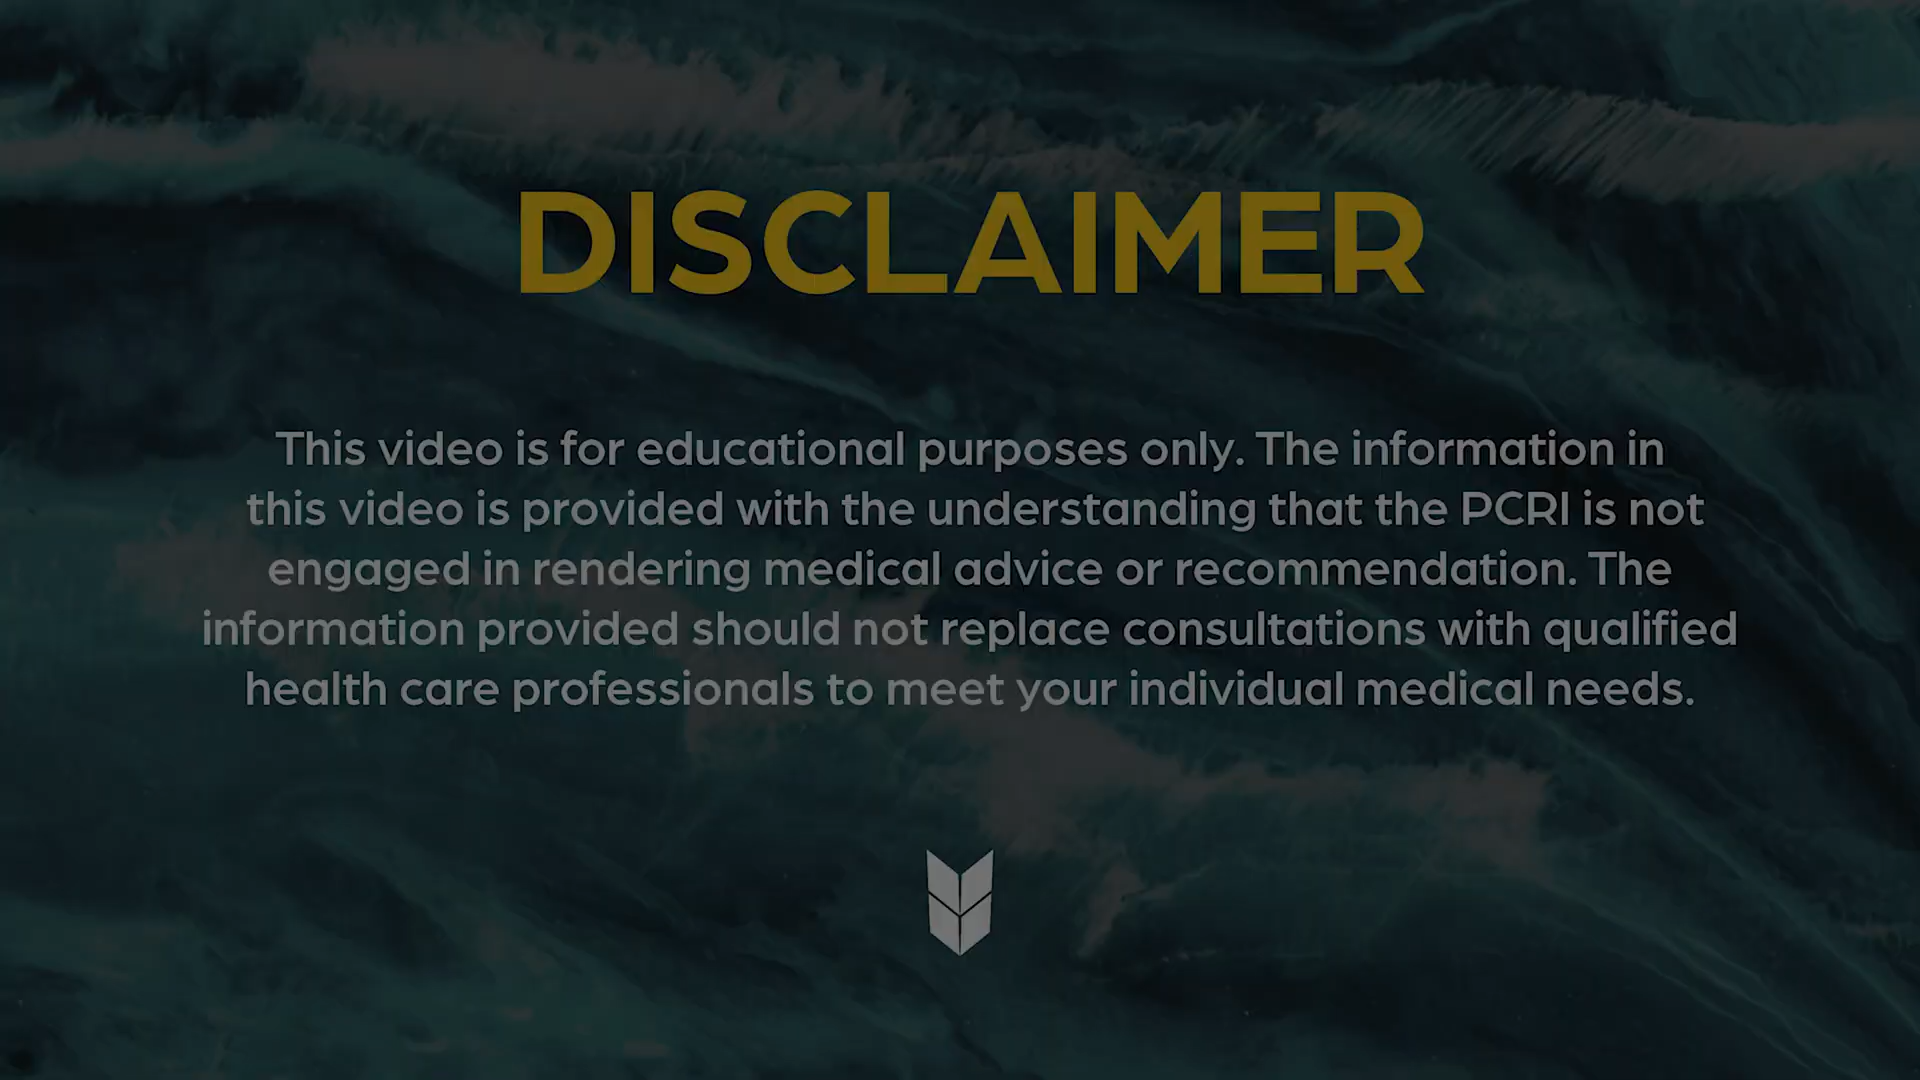 DISCLAIMER
This video is for educational purposes only. The information in
this video is provided with the understanding that the PCRI is not
engaged in rendering medical advice or recommendation. The
information provided should not replace consultations with qualified
health care professionals to meet your individual medical needs.